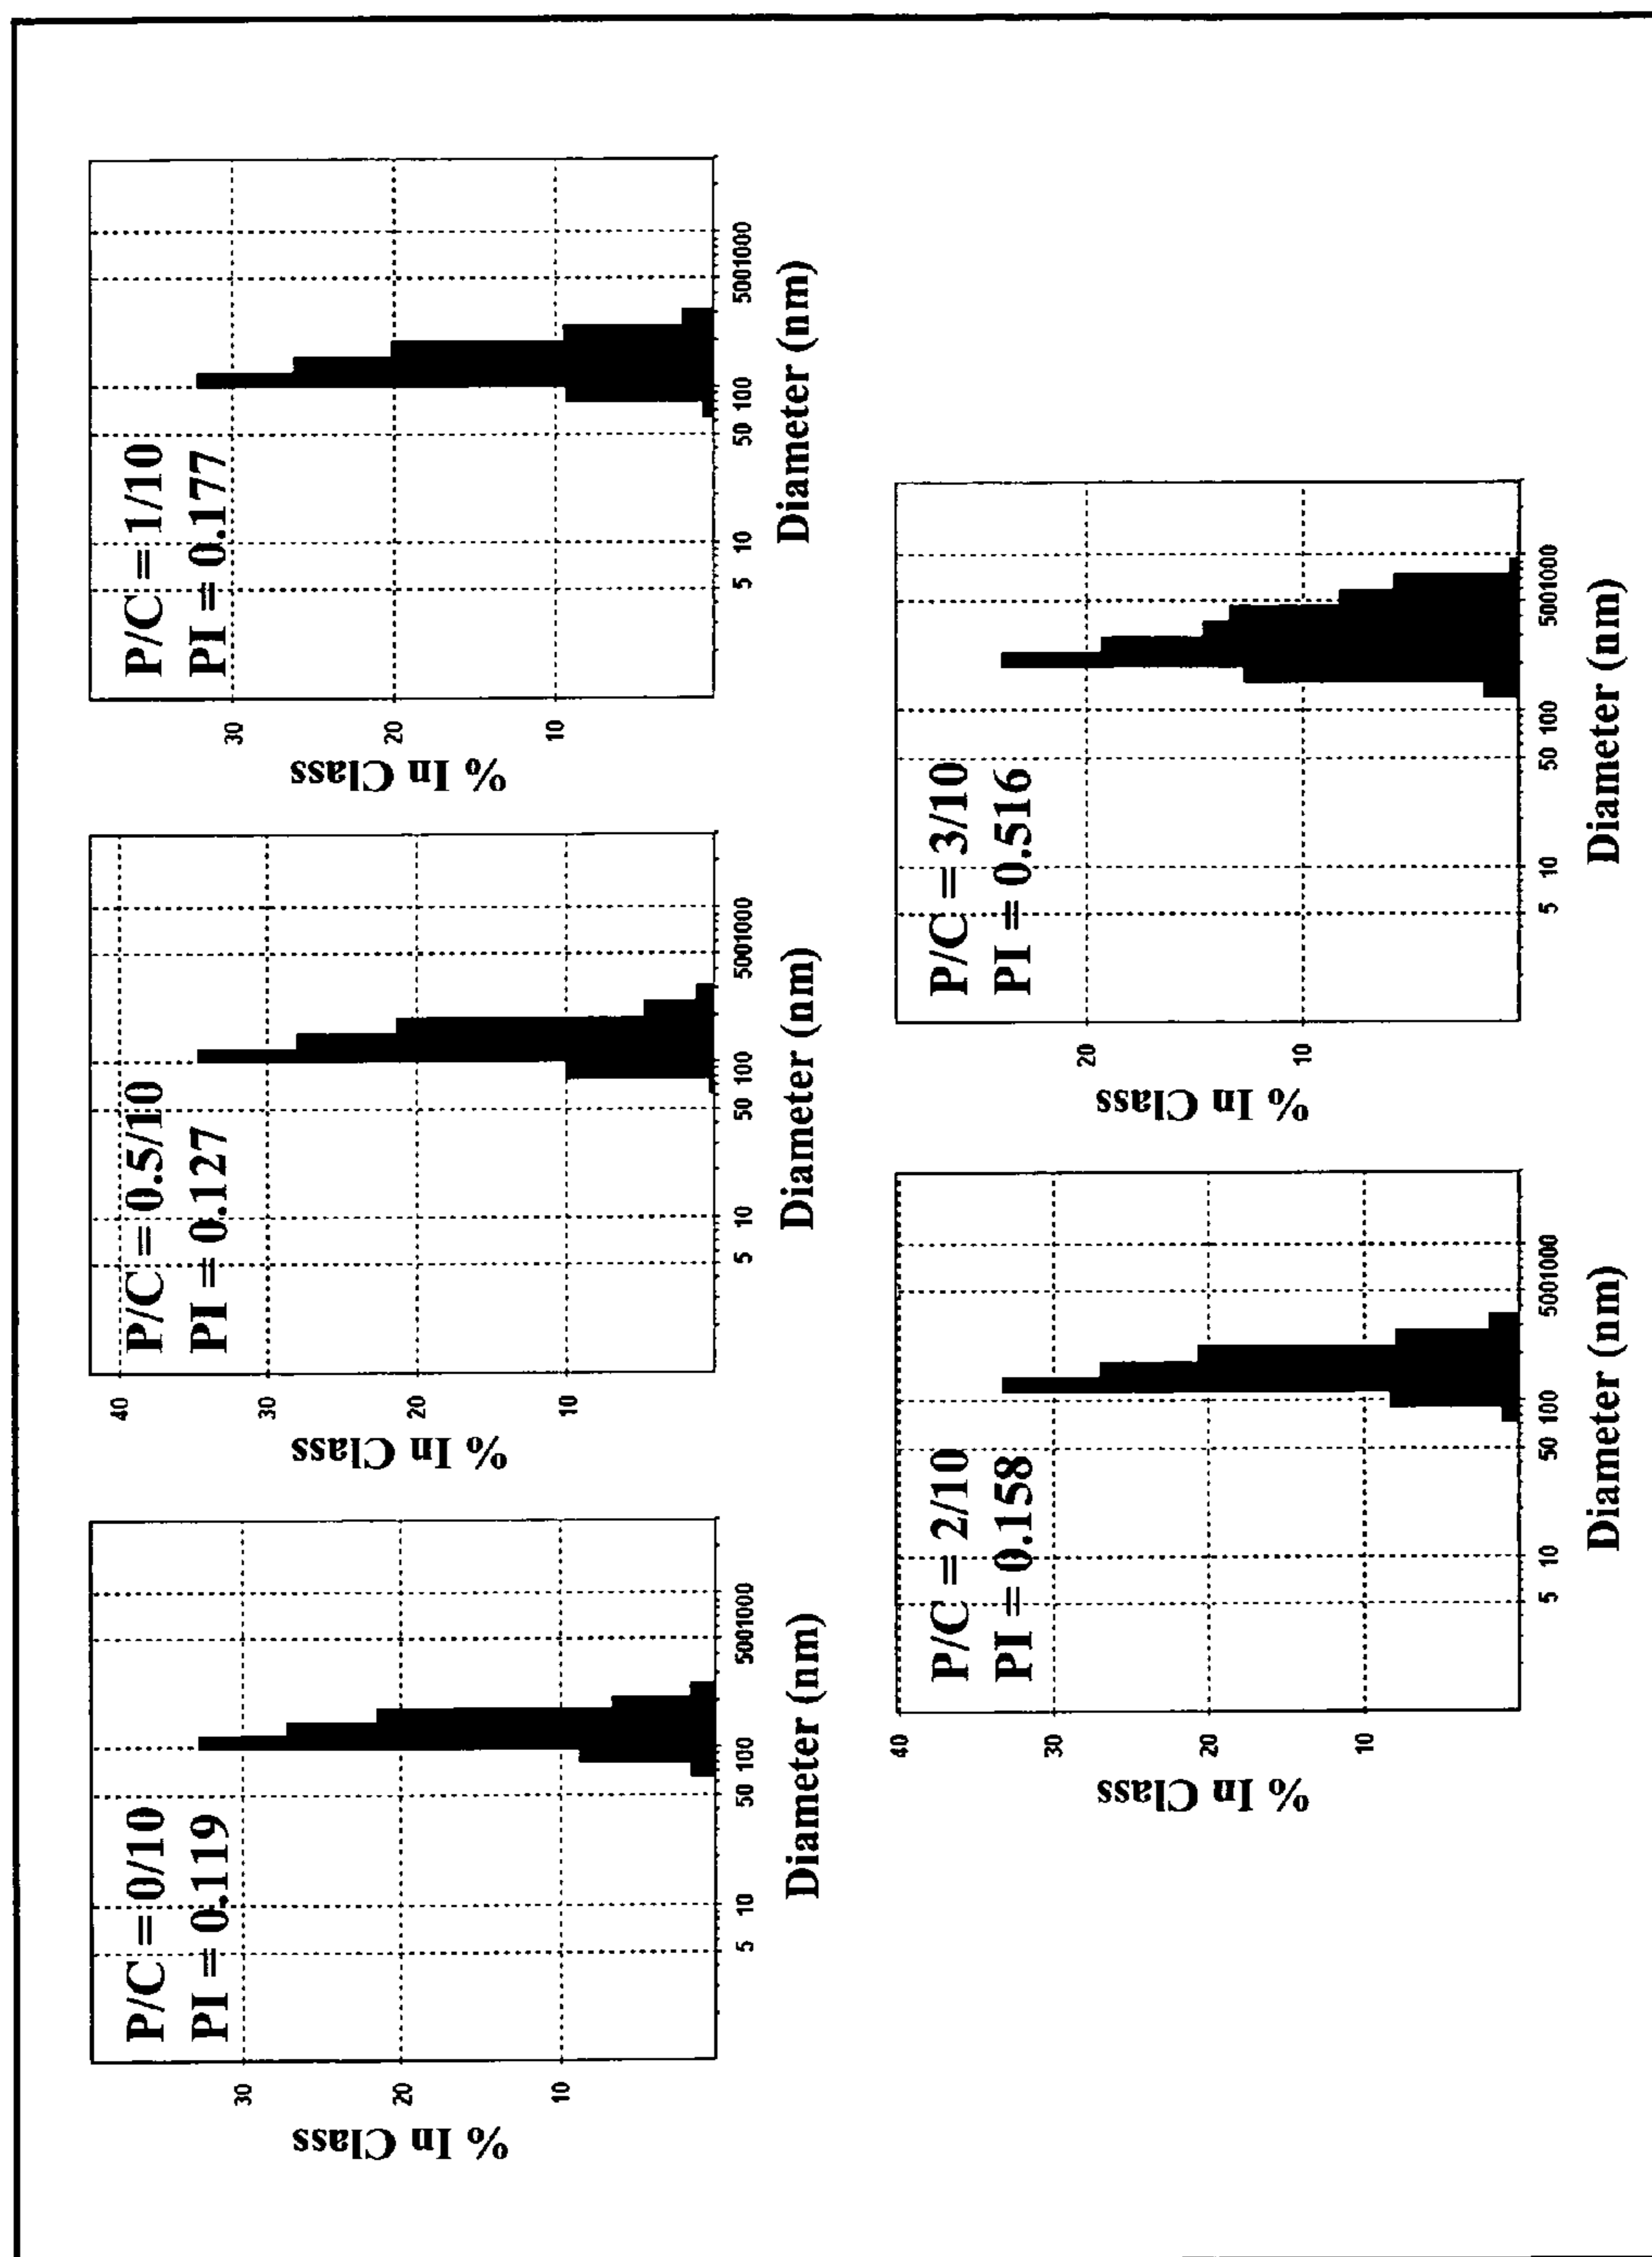 P/C = 0/10
PI = 0.119
% In Class
30
20
10
5 10 50 100 5001000
Diameter (nm)
P/C = 0.5/10
PI = 0.127
% In Class
40
30
20
10
5 10 50 100 5001000
Diameter (nm)
P/C = 1/10
PI = 0.177
% In Class
30
20
10
5 10 50 100 5001000
Diameter (nm)
P/C = 2/10
PI = 0.158
% In Class
40
30
20
10
5 10 50 100 5001000
Diameter (nm)
P/C = 3/10
PI = 0.516
% In Class
20
10
5 10 50 100 5001000
Diameter (nm)